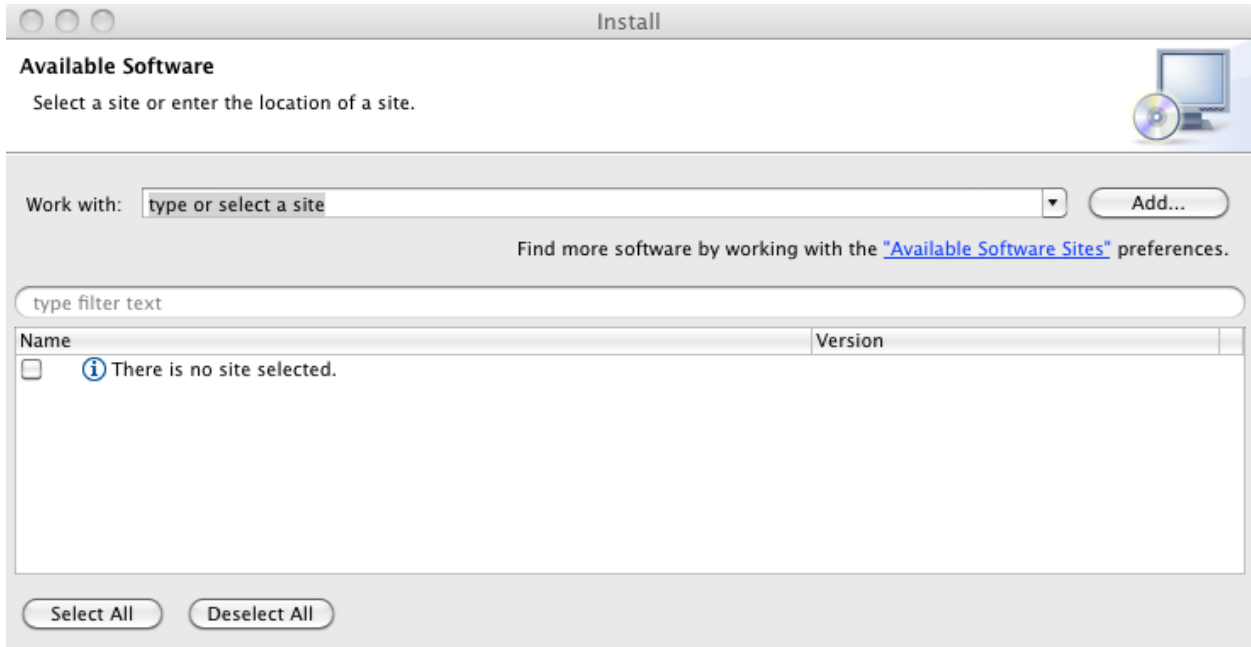 Install
Available Software
Select a site or enter the location of a site.
Work with: type or select a site Add...
Find more software by working with the "Available Software Sites" preferences.
type filter text
Name Version
There is no site selected.
Select All Deselect All